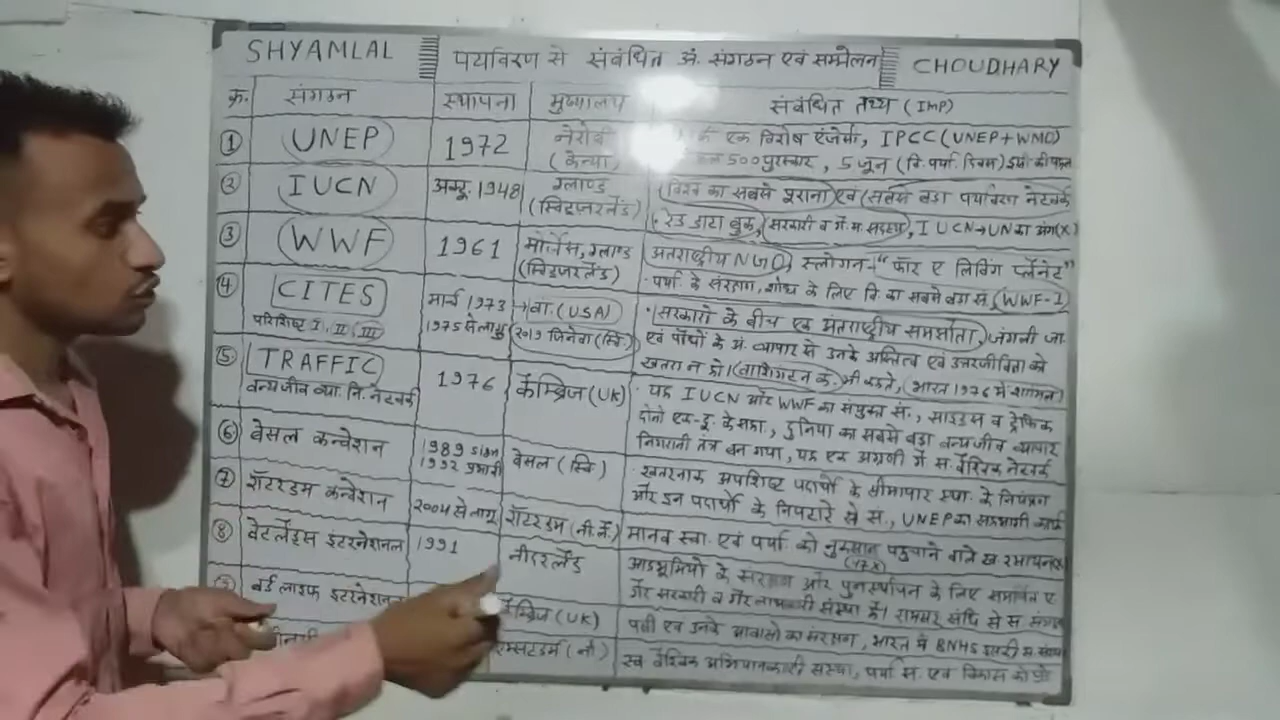 SHYAMLAL पर्यावरण से संबंधित अं. संगठन एवं सम्मेलन CHOUDHARY
क्र. संगठन स्थापना मुख्यालय संबंधित तथ्य (IMP)
① UNEP 1972 नैरोबी एक विशेष एजेन्सी, IPCC (UNEP+WMO)
(केन्या) 500 पुरस्कार, 5 जून
② IUCN अक्टू. 1948 ग्लाण्ड विश्व का सबसे पुराना एवं सबसे बड़ा पर्यावरण नेटवर्क
(स्विट्जरलैंड) रेड डाटा बुक, सरकारी व गै. स. सदस्य, IUCN→UN का अंग(X)
③ WWF 1961 मोर्जेस, ग्लाण्ड अंतराष्ट्रीय NGO, स्लोगन-"फॉर ए लिविंग प्लेनेट"
(स्विट्जरलैंड) पर्या. के संरक्षण, शोध के लिए वि. का सबसे बड़ा सं. (WWF-I)
④ CITES मार्च 1973 वा. (USA) सरकारो के बीच एक अंतराष्ट्रीय समझौता, जंगली जा
परिशिष्ट I, II, III 1975 से लागू 2019 जिनेवा (स्वि.) एवं पौधों के अं. व्यापार से उनके अस्तित्व एवं उत्तरजीविता को
खतरा न हो। वाशिंगटन क. भी कहते, भारत 1976 में शामिल
⑤ TRAFFIC 1976 कैम्ब्रिज (UK) यह IUCN और WWF का संयुक्त सं., साइट्स व ट्रैफिक
वन्यजीव व्या. नि. नेटवर्क दोनो एक-दू. के सखा, दुनिया का सबसे बड़ा वन्यजीव व्यापार
निगरानी तंत्र बन गया, यह एक अग्रणी गै स. वैश्विक नेटवर्क
⑥ बेसल कन्वेशन 1989 sign बेसल (स्वि) खतरनाक अपशिष्ट पदार्थो के सीमापार स्था. के नियंत्रण
1992 प्रभावी और इन पदार्थो के निपटारे से सं., UNEP का सहभागी
⑦ रॉटरडम कन्वेशन 2004 से लागू रॉटरडम (नी.लैं.) मानव स्वा. एवं पर्या. को नुकसान पहुचाने वाले
⑧ वेटलैंड्स इंटरनेशनल 1991 नीदरलैंड आर्द्रभूमियो के संरक्षण और पुनर्स्थापन के लिए समर्पित ए
गैर सरकारी व गैर लाभकारी संस्था है। रामसर संधि से स
बर्ड लाइफ इंटरनेशनल कैम्ब्रिज (UK) पक्षी एव उनके आवासो का संरक्षण, भारत मे BNHS
एम्सटर्डम (नी.) स्व वैश्विक अभियानकारी संस्था, पर्या स. एवं विकास को